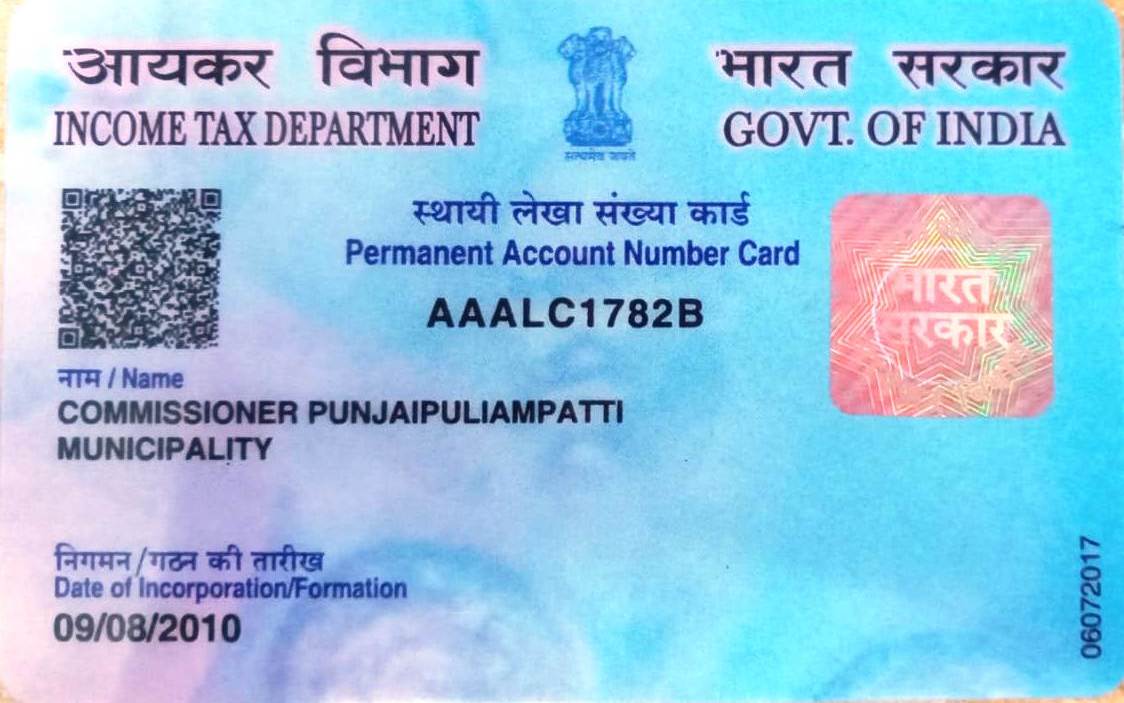 आयकर विभाग
INCOME TAX DEPARTMENT
सत्यमेव जयते
भारत सरकार
GOVT. OF INDIA
स्थायी लेखा संख्या कार्ड
Permanent Account Number Card
AAALC1782B
भारत
सरकार
नाम / Name
COMMISSIONER PUNJAIPULIAMPATTI
MUNICIPALITY
निगमन/गठन की तारीख
Date of Incorporation/Formation
09/08/2010
06072017